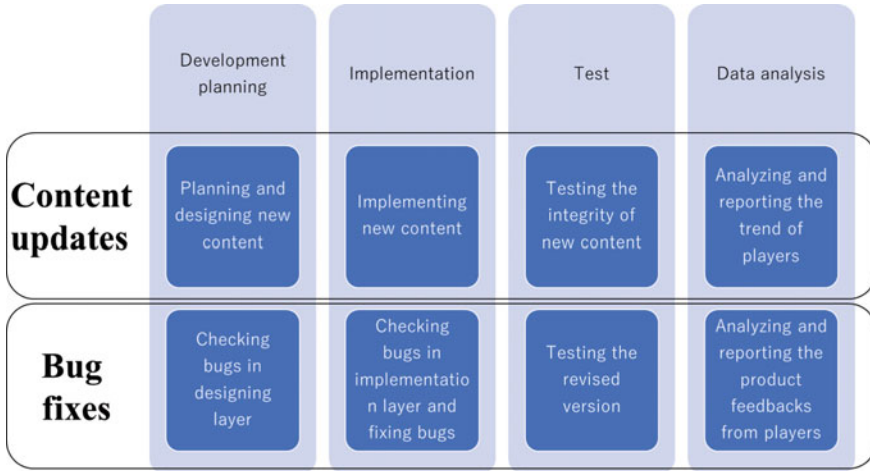 Development
planning
Implementation
Test
Data analysis
Content
updates
Planning and
designing new
content
Implementing
new content
Testing the
integrity of
new content
Analyzing and
reporting the
trend of
players
Bug
fixes
Checking
bugs in
designing
layer
Checking
bugs in
implementatio
n layer and
fixing bugs
Testing the
revised
version
Analyzing and
reporting the
product
feedbacks
from players